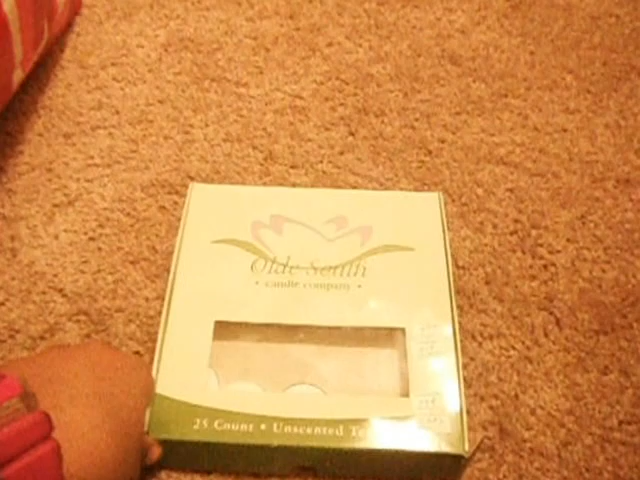 Olde South
• candle company •
25 Count • Unscented